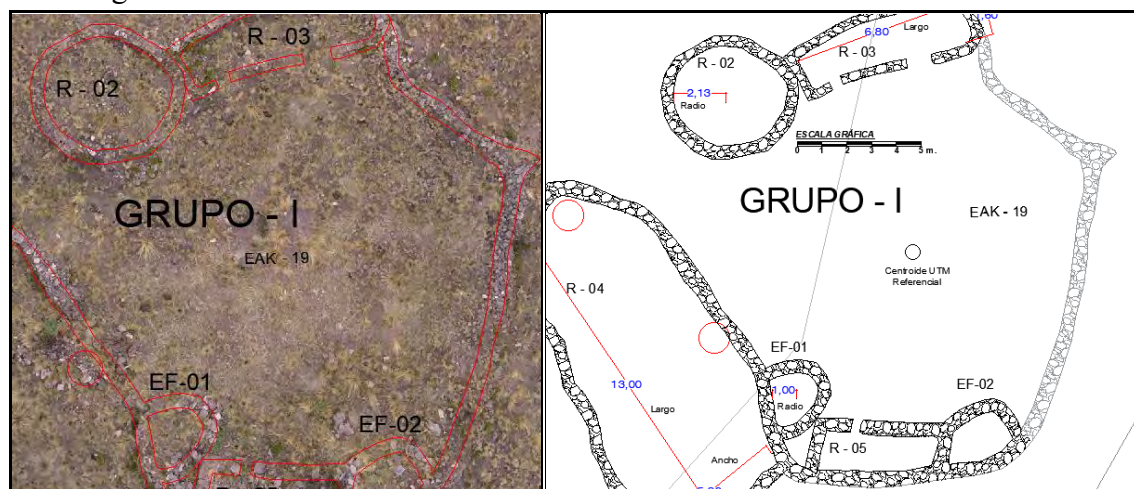 R - 03
R - 02
GRUPO - I
EAK - 19
EF-01
EF-02
6,80
Largo
,60
R - 03
R - 02
2,13
Radio
ESCALA GRÁFICA
0 1 2 3 4 5 m.
GRUPO - I
EAK - 19
Centroide UTM
Referencial
R - 04
EF-01
13,00
1,00
EF-02
Largo
Radio
R - 05
Ancho